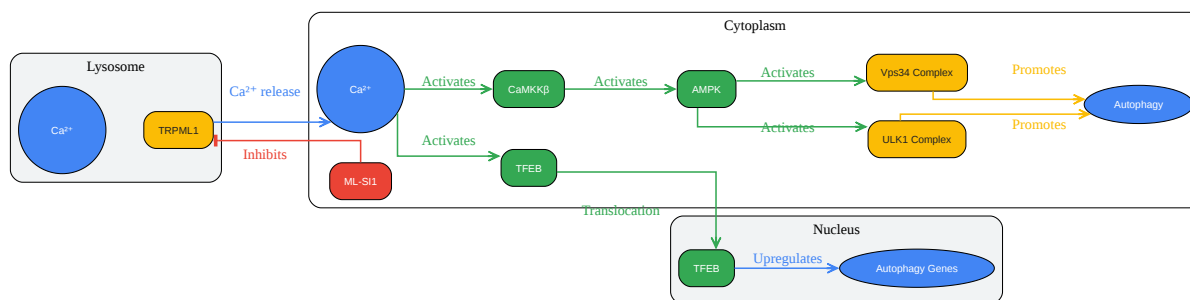 Cytoplasm
Lysosome
Ca²⁺
TRPML1
Ca²⁺ release
Inhibits
Ca²⁺
ML-SI1
Activates
CaMKKβ
Activates
AMPK
Activates
Vps34 Complex
Promotes
Autophagy
Activates
ULK1 Complex
Promotes
Activates
TFEB
Translocation
Nucleus
TFEB
Upregulates
Autophagy Genes